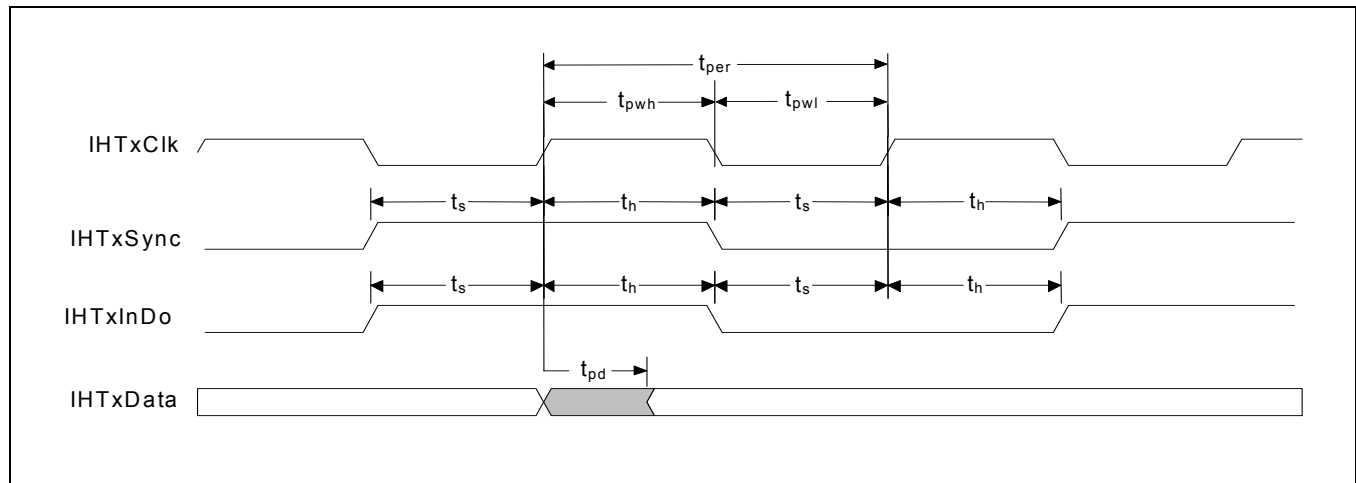 tper
tpwh tpwl
IHTxClk
ts th ts th
IHTxSync
ts th ts th
IHTxInDo
tpd
IHTxData